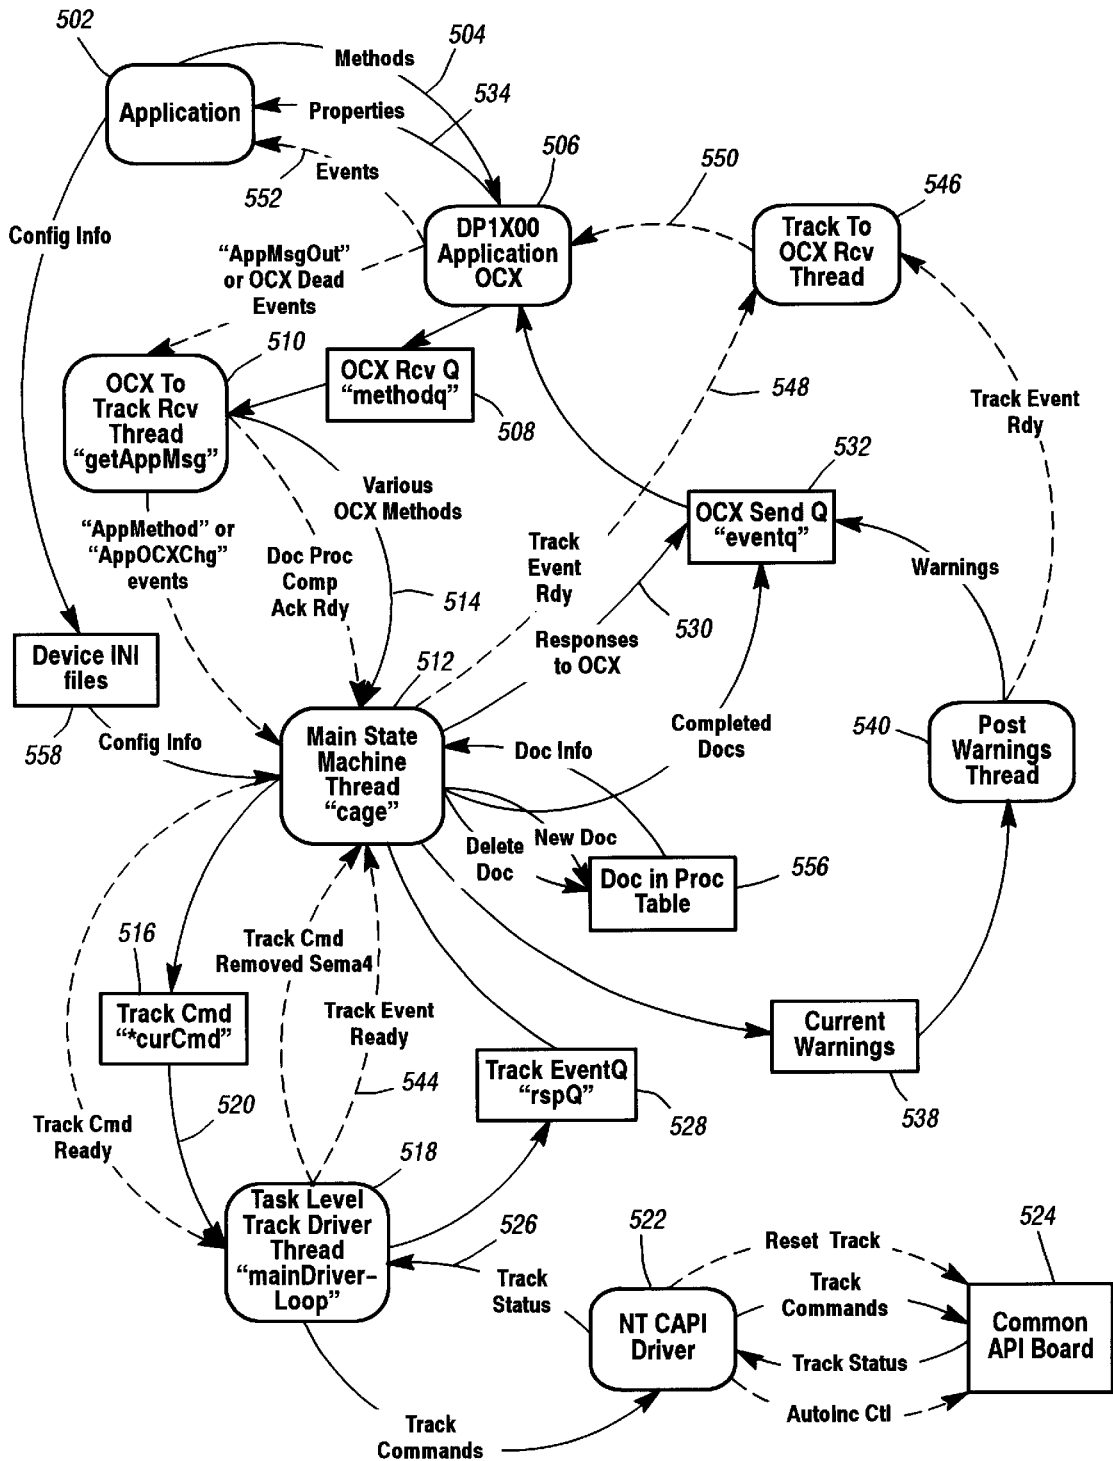 502
504
Methods
534
Application
Properties
506
552
Events
550
546
Config Info
DP1X00
Application
OCX
Track To
OCX Rcv
Thread
“AppMsgOut”
or OCX Dead
Events
510
OCX To
Track Rcv
Thread
“getAppMsg”
OCX Rcv Q
“methodq”
508
548
Track Event
Rdy
532
Various
OCX Methods
OCX Send Q
“eventq”
“AppMethod” or
“AppOCXChg”
events
Doc Proc
Comp
Ack Rdy
Track
Event
Rdy
Warnings
514
530
Responses
to OCX
Device INI
files
512
558
Config Info
Main State
Machine
Thread
“cage”
Doc Info
Completed
Docs
540
Post
Warnings
Thread
Delete
Doc
New Doc
Doc in Proc
Table
556
516
Track Cmd
Removed Sema4
Track Cmd
“*curCmd”
Track Event
Ready
Current
Warnings
Track EventQ
“rspQ”
544
528
538
520
Track Cmd
Ready
518
Task Level
Track Driver
Thread
“mainDriver–
Loop”
526
522
524
Track
Status
Reset Track
Track
Commands
NT CAPI
Driver
Common
API Board
Track Status
AutoInc Ctl
Track
Commands